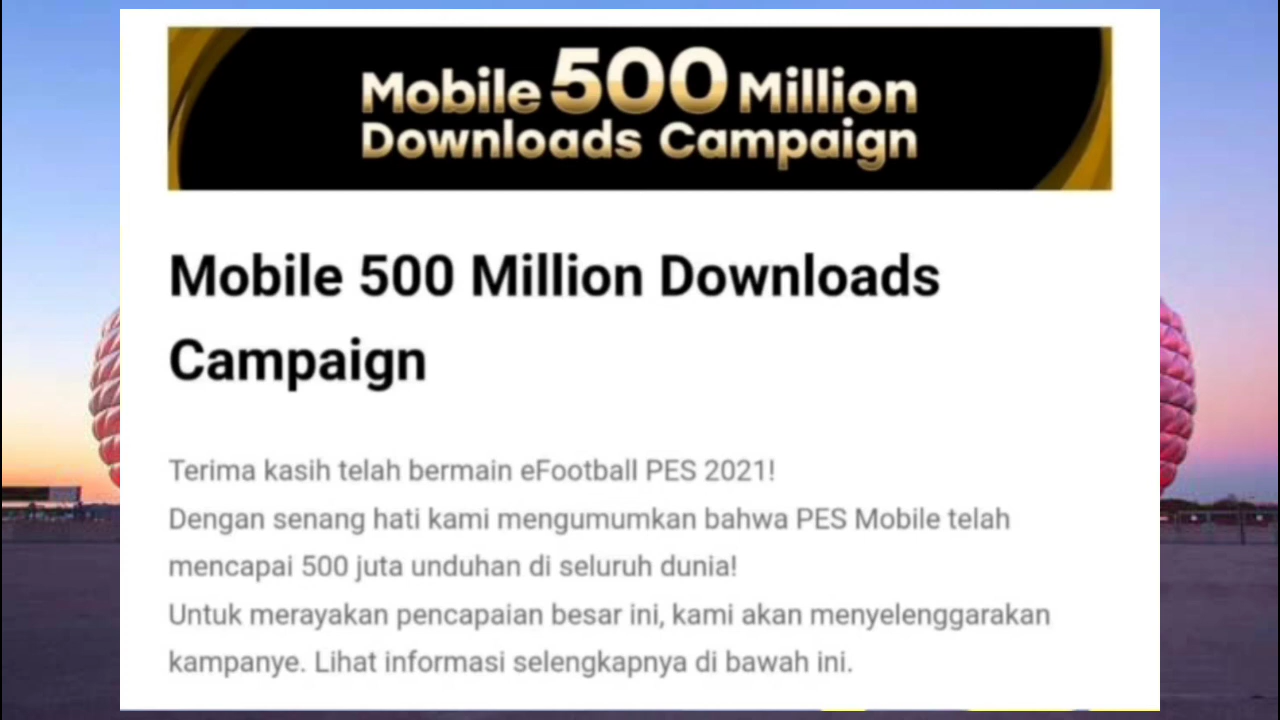 Mobile 500 Million
Downloads Campaign
Mobile 500 Million Downloads
Campaign
Terima kasih telah bermain eFootball PES 2021!
Dengan senang hati kami mengumumkan bahwa PES Mobile telah
mencapai 500 juta unduhan di seluruh dunia!
Untuk merayakan pencapaian besar ini, kami akan menyelenggarakan
kampanye. Lihat informasi selengkapnya di bawah ini.